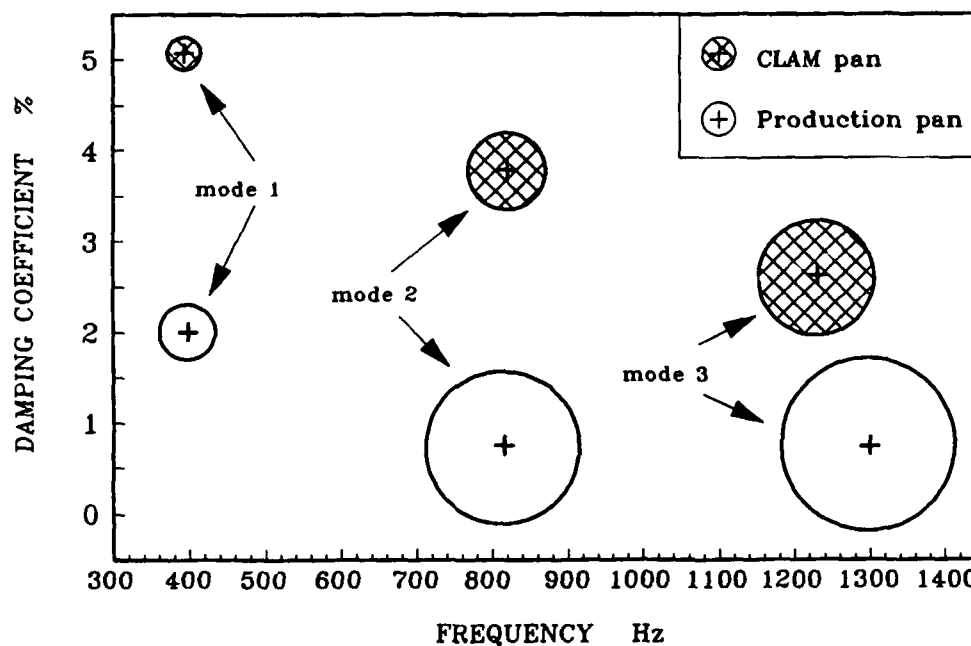 DAMPING COEFFICIENT %
5
4
3
2
1
0
CLAM pan
Production pan
mode 1
mode 2
mode 3
300 400 500 600 700 800 900 1000 1100 1200 1300 1400
FREQUENCY Hz